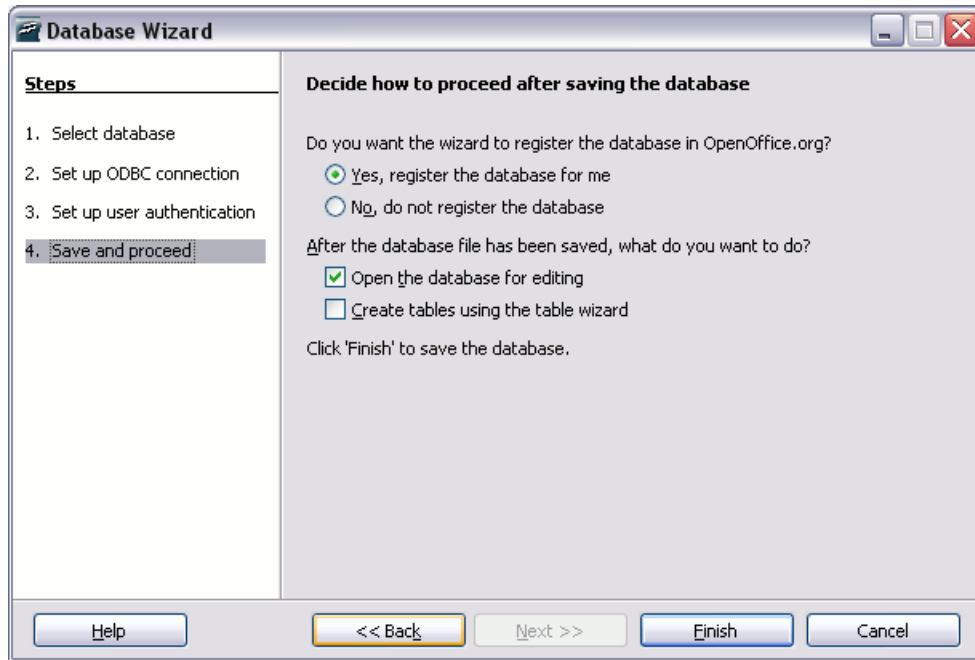 Database Wizard
Steps
1. Select database
2. Set up ODBC connection
3. Set up user authentication
4. Save and proceed
Decide how to proceed after saving the database
Do you want the wizard to register the database in OpenOffice.org?
Yes, register the database for me
No, do not register the database
After the database file has been saved, what do you want to do?
Open the database for editing
Create tables using the table wizard
Click 'Finish' to save the database.
Help
<< Back
Next >>
Finish
Cancel